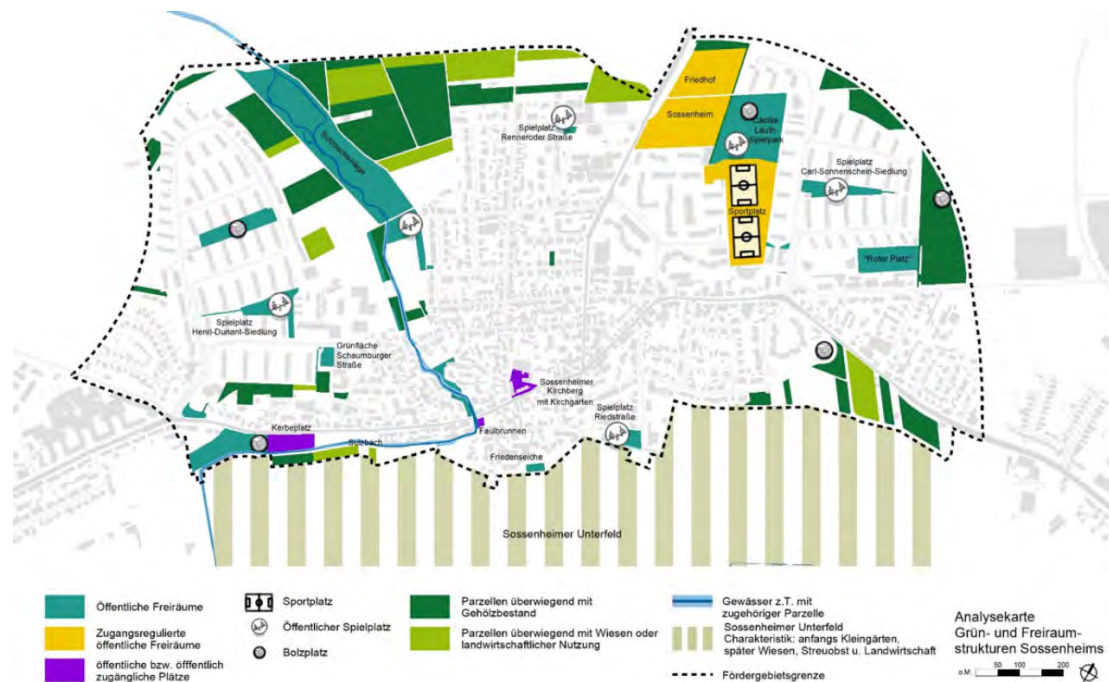 Friedhof
Sossenheim
Cäcilia-
Lauth-
Spielpark
Spielplatz
Renneroder Straße
Sulzbachanlage
Spielplatz
Carl-Sonnenschein-Siedlung
Sportplatz
"Roter Platz"
Spielplatz
Henri-Dunant-Siedlung
Grünfläche
Schaumburger
Straße
Sossenheimer
Kirchberg
mit Kirchgarten
Spielplatz
Riedstraße
Kerbeplatz
Faulbrunnen
Sulzbach
Friedenseiche
Sossenheimer Unterfeld
Öffentliche Freiräume
Zugangsregulierte
öffentliche Freiräume
öffentliche bzw. öfffentlich
zugängliche Plätze
Sportplatz
Öffentlicher Spielplatz
Bolzplatz
Parzellen überwiegend mit
Gehölzbestand
Parzellen überwiegend mit Wiesen oder
landwirtschaftlicher Nutzung
Gewässer z.T. mit
zugehöriger Parzelle
Sossenheimer Unterfeld
Charakteristik: anfangs Kleingärten,
später Wiesen, Streuobst u. Landwirtschaft
Fördergebietsgrenze
Analysekarte
Grün- und Freiraum-
strukturen Sossenheims
o.M. 50 100 200